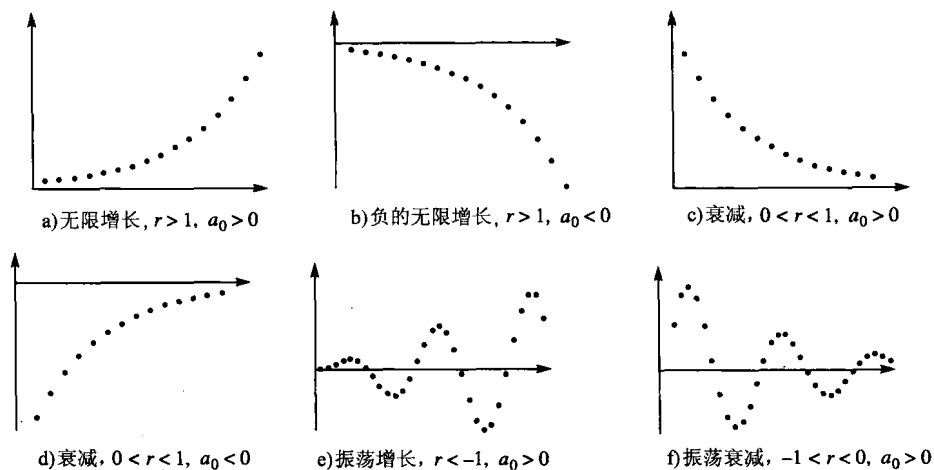 a)无限增长, r>1, a₀>0
b)负的无限增长, r>1, a₀<0
c)衰减, 0<r<1, a₀>0
d)衰减, 0<r<1, a₀<0
e)振荡增长, r<-1, a₀>0
f)振荡衰减, -1<r<0, a₀>0